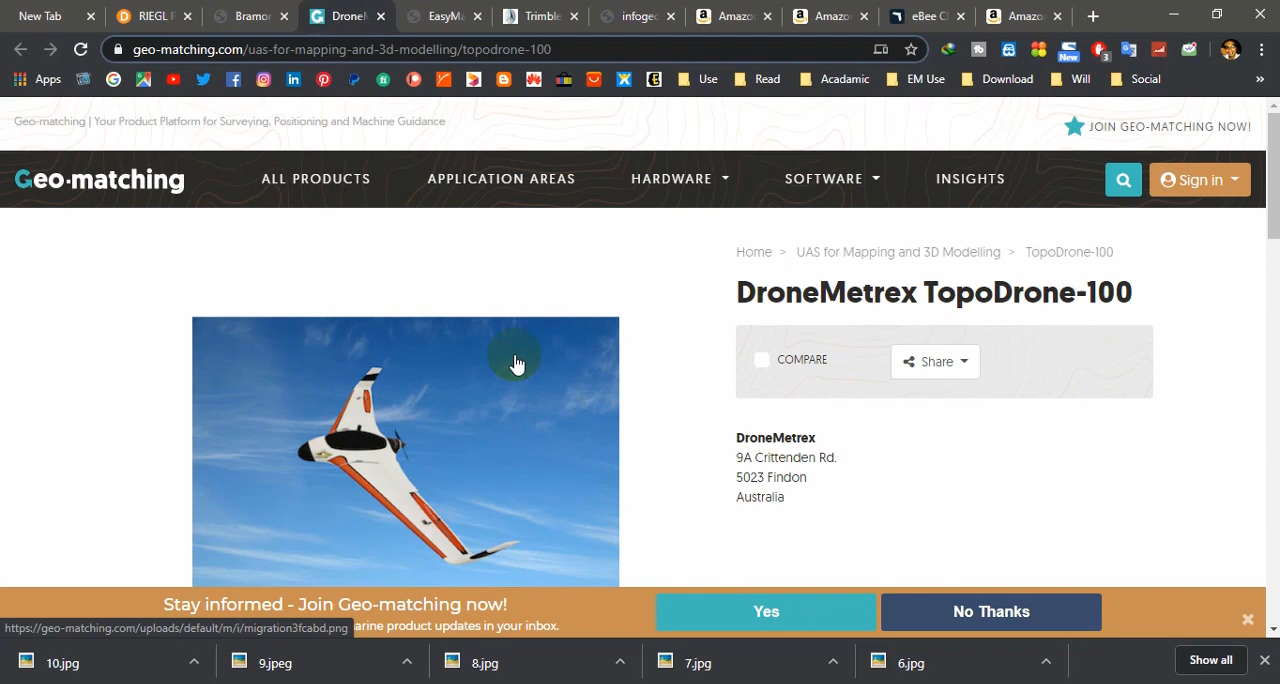 New Tab
RIEGL R
Bramor
DroneM
EasyMa
Trimble
infogeo
Amazo
Amazo
eBee C
Amazo
geo-matching.com/uas-for-mapping-and-3d-modelling/topodrone-100
New
3
Apps
Use
Read
Acadamic
EM Use
Download
Will
Social
»
Geo-matching | Your Product Platform for Surveying, Positioning and Machine Guidance
JOIN GEO-MATCHING NOW!
Geo-matching
ALL PRODUCTS
APPLICATION AREAS
HARDWARE
SOFTWARE
INSIGHTS
Sign in
Home > UAS for Mapping and 3D Modelling > TopoDrone-100
DroneMetrex TopoDrone-100
COMPARE
Share
DroneMetrex
9A Crittenden Rd.
5023 Findon
Australia
Stay informed - Join Geo-matching now!
arine product updates in your inbox.
Yes
No Thanks
https://geo-matching.com/uploads/default/m/i/migration3fcabd.png
10.jpg
9.jpeg
8.jpg
7.jpg
6.jpg
Show all